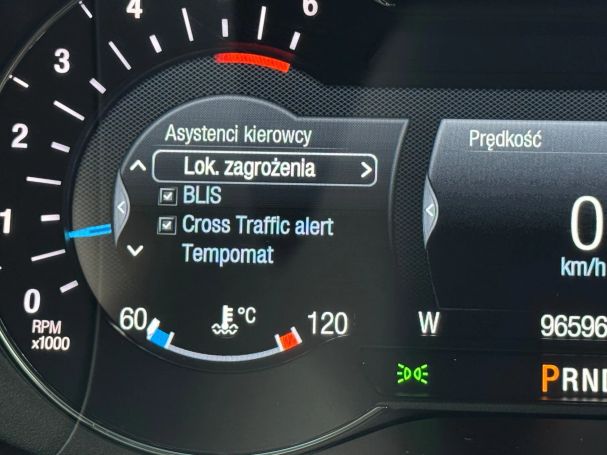 4
6
3
2
1
0
RPM
x1000
Asystenci kierowcy
Lok. zagrożenia
BLIS
Cross Traffic alert
Tempomat
60 °C 120
Prędkość
0
km/h
W 96596
PRND